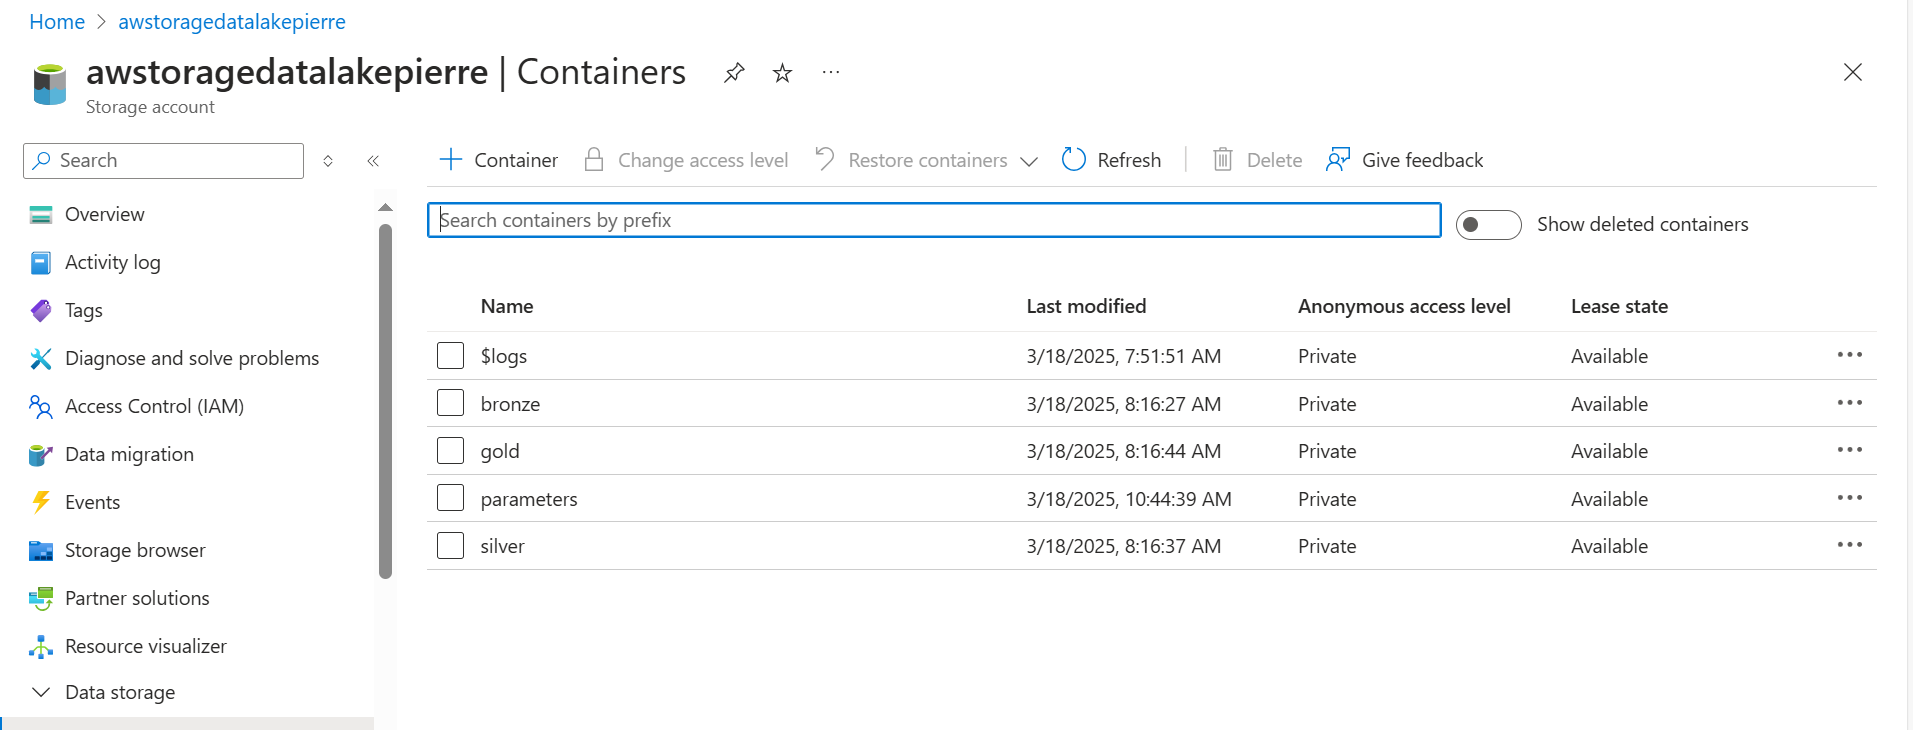 Home > awstoragedatalakepierre
awstoragedatalakepierre | Containers
Storage account
Search
Container Change access level Restore containers Refresh Delete Give feedback
Search containers by prefix
Show deleted containers
Overview
Activity log
Tags
Diagnose and solve problems
Access Control (IAM)
Data migration
Events
Storage browser
Partner solutions
Resource visualizer
Data storage
Name Last modified Anonymous access level Lease state
$logs 3/18/2025, 7:51:51 AM Private Available
bronze 3/18/2025, 8:16:27 AM Private Available
gold 3/18/2025, 8:16:44 AM Private Available
parameters 3/18/2025, 10:44:39 AM Private Available
silver 3/18/2025, 8:16:37 AM Private Available